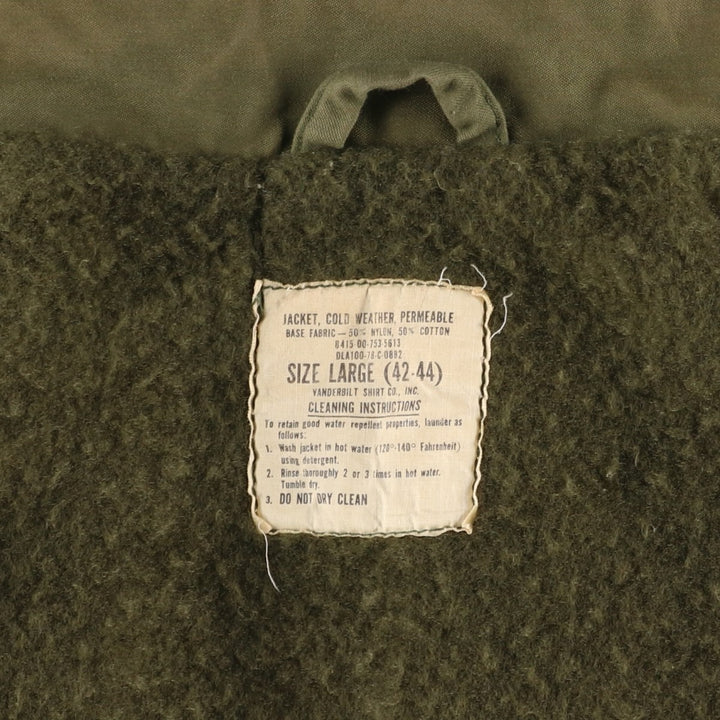 JACKET, COLD WEATHER, PERMEABLE
BASE FABRIC — 50% NYLON, 50% COTTON
8415-00-753-5613
DLA100-78-C-0882
SIZE LARGE (42-44)
VANDERBILT SHIRT CO., INC.
CLEANING INSTRUCTIONS
To retain good water repellent properties, launder as
follows:
1. Wash jacket in hot water (120°-140° Fahrenheit)
using detergent.
2. Rinse thoroughly 2 or 3 times in hot water.
Tumble dry.
3. DO NOT DRY CLEAN